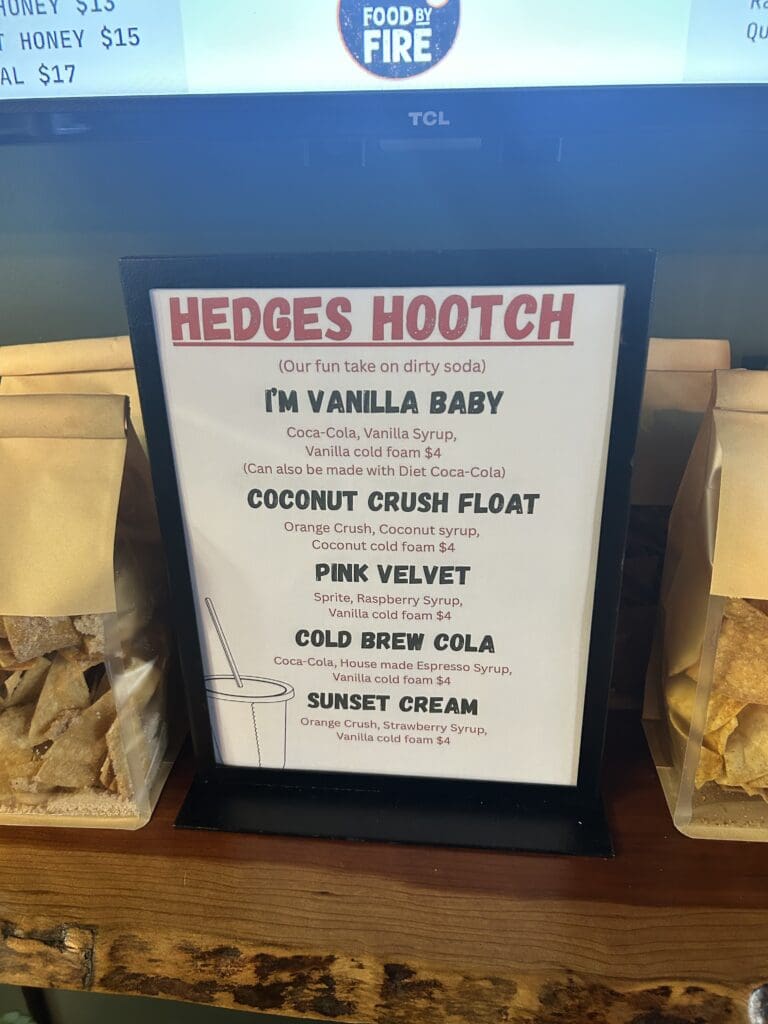 HONEY $13
T HONEY $15
AL $17
FOOD BY
FIRE
Qu
TCL
HEDGES HOOTCH
(Our fun take on dirty soda)
I'M VANILLA BABY
Coca-Cola, Vanilla Syrup,
Vanilla cold foam $4
(Can also be made with Diet Coca-Cola)
COCONUT CRUSH FLOAT
Orange Crush, Coconut syrup,
Coconut cold foam $4
PINK VELVET
Sprite, Raspberry Syrup,
Vanilla cold foam $4
COLD BREW COLA
Coca-Cola, House made Espresso Syrup,
Vanilla cold foam $4
SUNSET CREAM
Orange Crush, Strawberry Syrup,
Vanilla cold foam $4